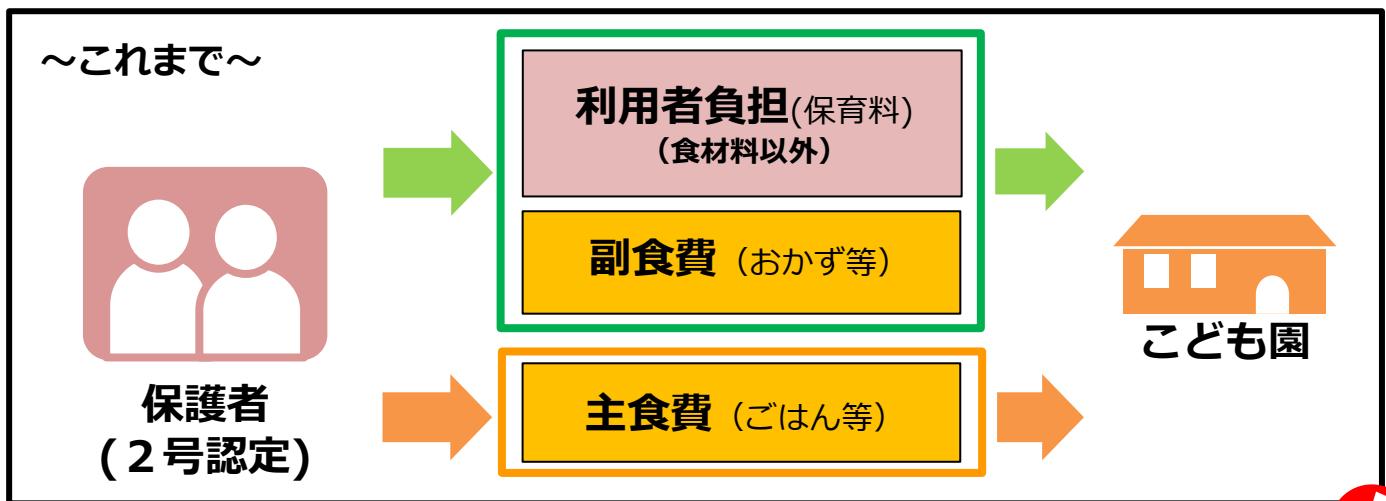 ～これまで～
利用者負担(保育料)
（食材料以外）
副食費（おかず等）
主食費（ごはん等）
保護者
(２号認定)
こども園